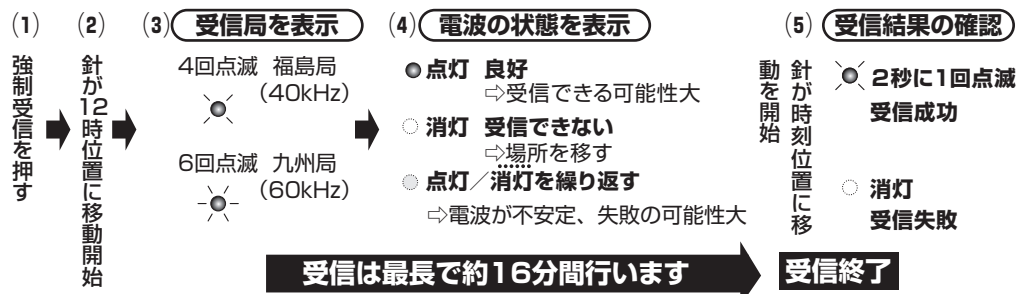 (1)
強制受信を押す
(2)
針が12時位置に移動開始
(3) 受信局を表示
4回点滅 福島局
(40kHz)
6回点滅 九州局
(60kHz)
(4) 電波の状態を表示
点灯 良好
⇨受信できる可能性大
消灯 受信できない
⇨場所を移す
点灯／消灯を繰り返す
⇨電波が不安定、失敗の可能性大
受信は最長で約16分間行います
(5) 受信結果の確認
針が時刻位置に移
動を開始
2秒に1回点滅
受信成功
消灯
受信失敗
受信終了